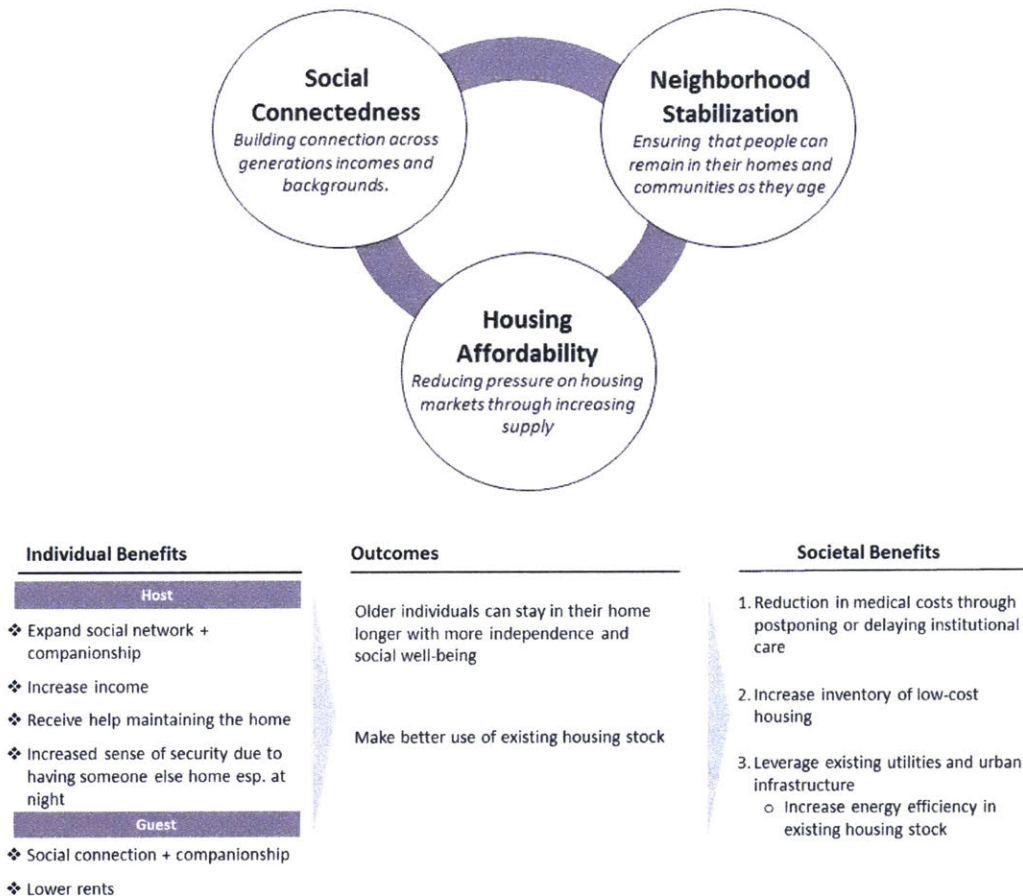 Social
Connectedness
Building connection across
generations incomes and
backgrounds.
Neighborhood
Stabilization
Ensuring that people can
remain in their homes and
communities as they age
Housing
Affordability
Reducing pressure on housing
markets through increasing
supply
Individual Benefits
Host
❖ Expand social network +
companionship
❖ Increase income
❖ Receive help maintaining the home
❖ Increased sense of security due to
having someone else home esp. at
night
Guest
❖ Social connection + companionship
❖ Lower rents
Outcomes
Older individuals can stay in their home
longer with more independence and
social well-being
Make better use of existing housing stock
Societal Benefits
1. Reduction in medical costs through
postponing or delaying institutional
care
2. Increase inventory of low-cost
housing
3. Leverage existing utilities and urban
infrastructure
o Increase energy efficiency in
existing housing stock